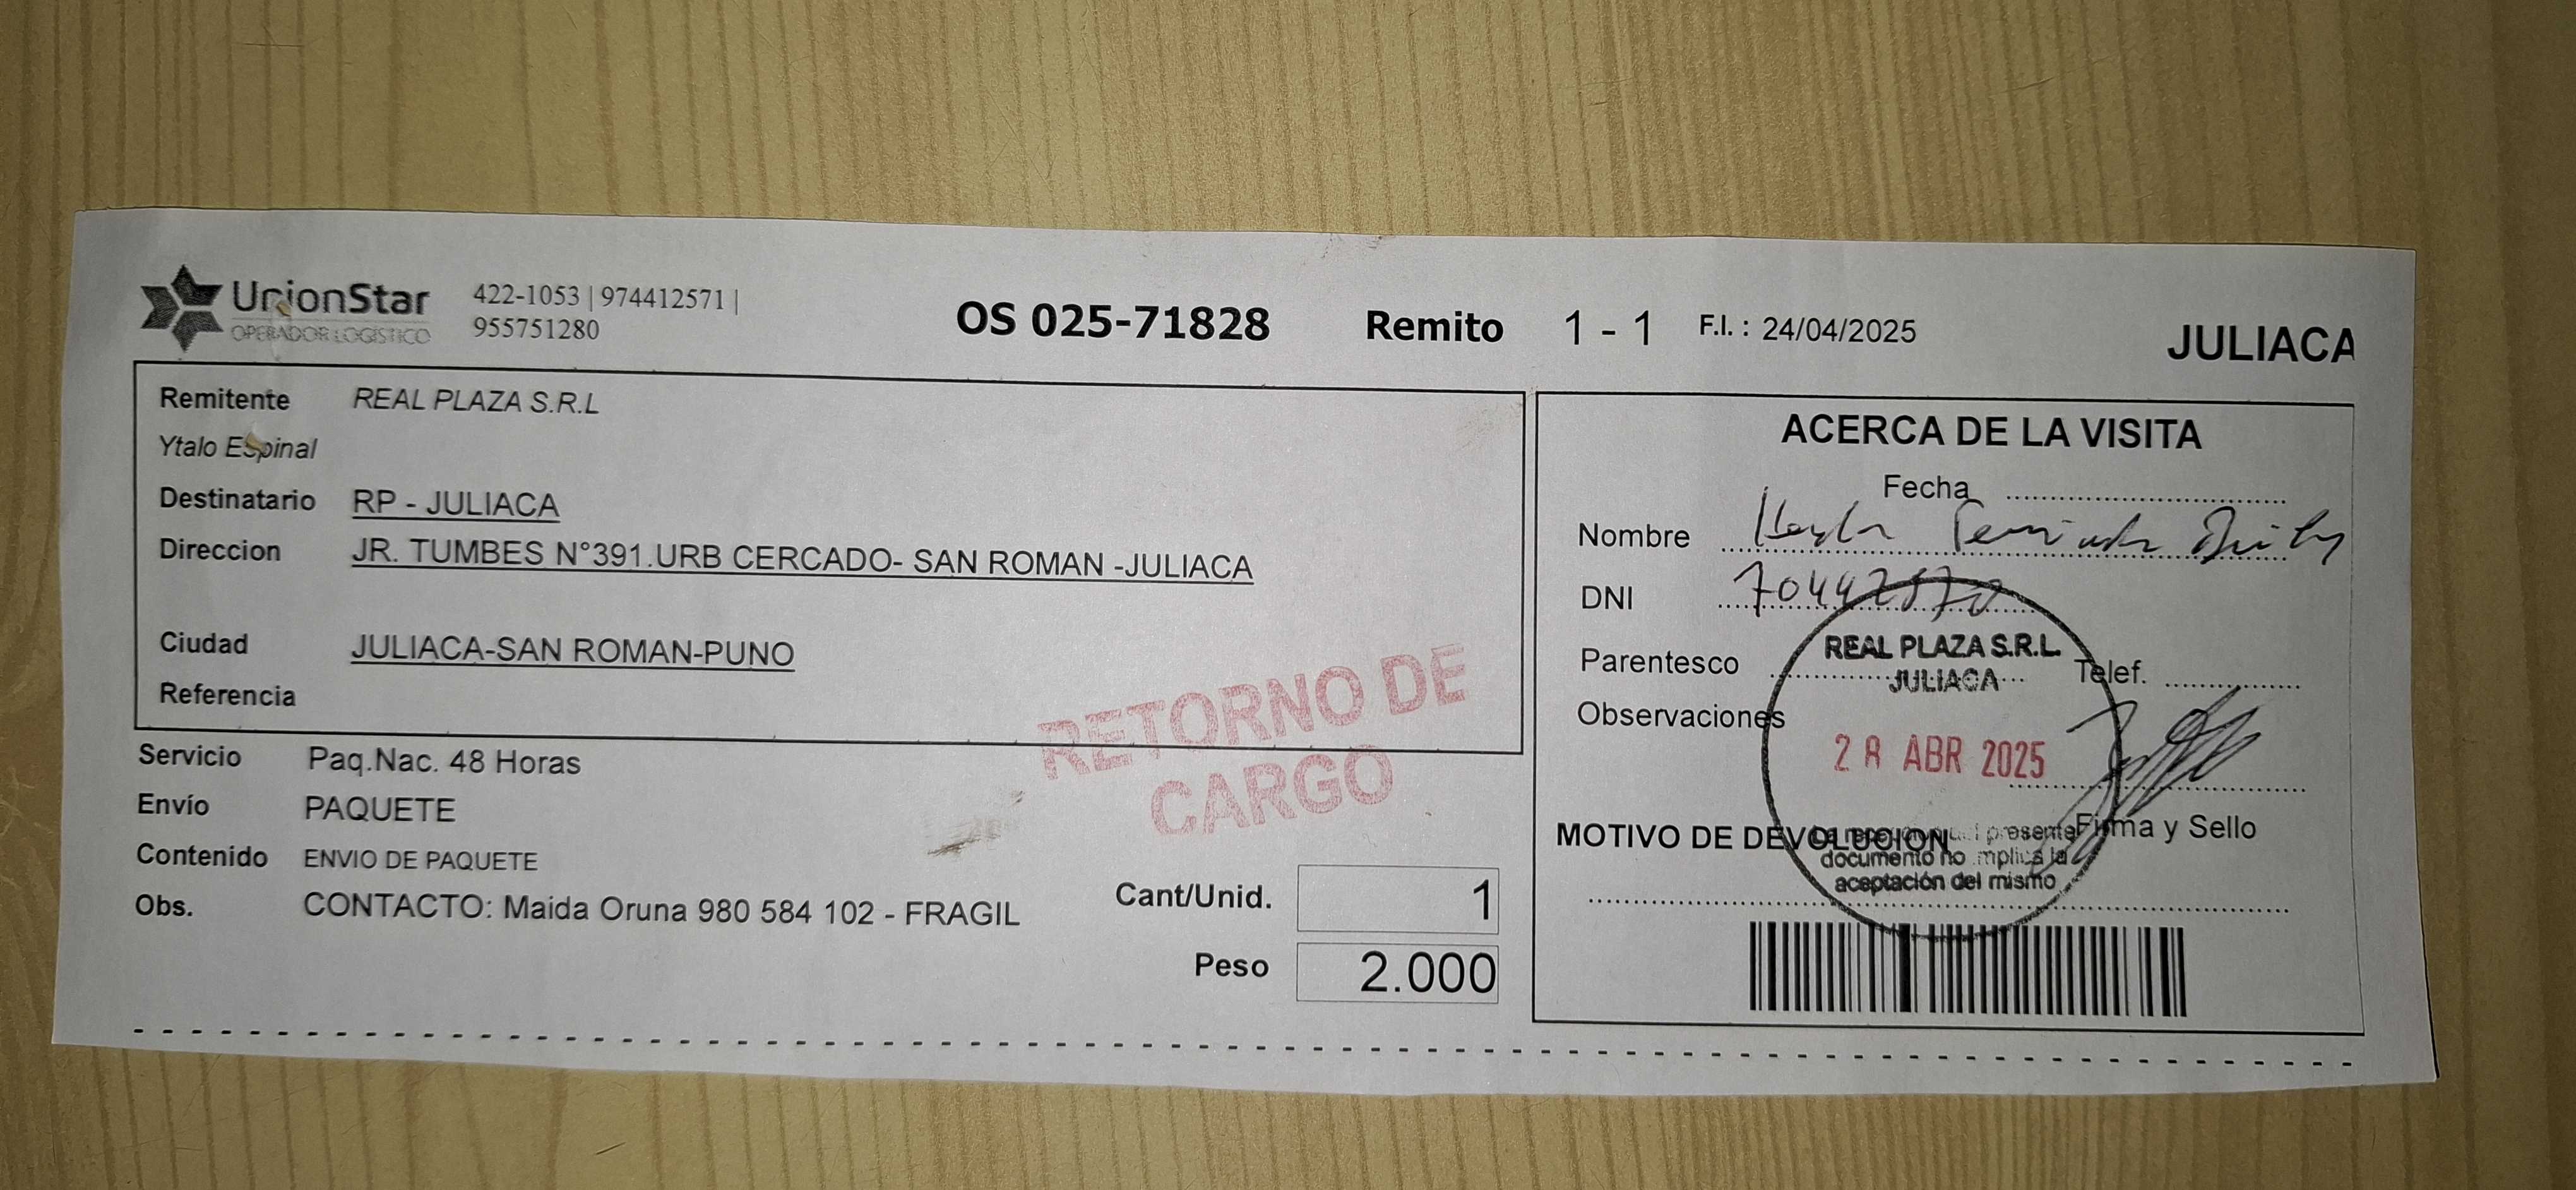 UnionStar
OPERADOR LOGÍSTICO
422-1053 | 974412571 |
955751280
OS 025-71828 Remito 1 - 1 F.I. : 24/04/2025
JULIACA
Remitente REAL PLAZA S.R.L
Ytalo Espinal
Destinatario RP - JULIACA
Direccion JR. TUMBES N°391.URB CERCADO- SAN ROMAN -JULIACA
Ciudad JULIACA-SAN ROMAN-PUNO
Referencia
RETORNO DE
CARGO
Servicio Paq.Nac. 48 Horas
Envío PAQUETE
Contenido ENVIO DE PAQUETE
Obs. CONTACTO: Maida Oruna 980 584 102 - FRAGIL
Cant/Unid. 1
Peso 2.000
ACERCA DE LA VISITA
Fecha
Nombre
DNI
Parentesco
Telef.
Observaciones
REAL PLAZA S.R.L.
JULIACA
28 ABR 2025
Firma y Sello
MOTIVO DE DEVOLUCION
presente
documento no implica la
aceptación del mismo